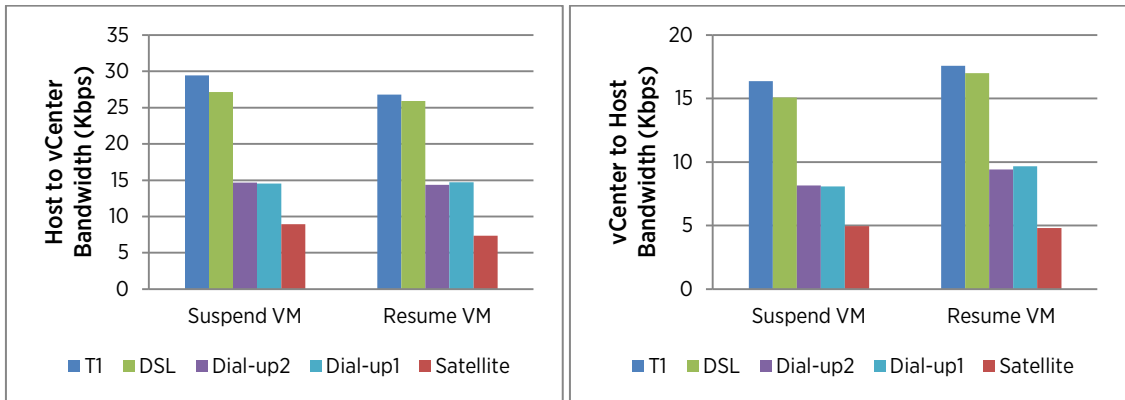 35
30
25
20
15
10
5
0
Host to vCenter
Bandwidth (Kbps)
Suspend VM
Resume VM
T1 DSL Dial-up2 Dial-up1 Satellite
20
15
10
5
0
vCenter to Host
Bandwidth (Kbps)
Suspend VM
Resume VM
T1 DSL Dial-up2 Dial-up1 Satellite